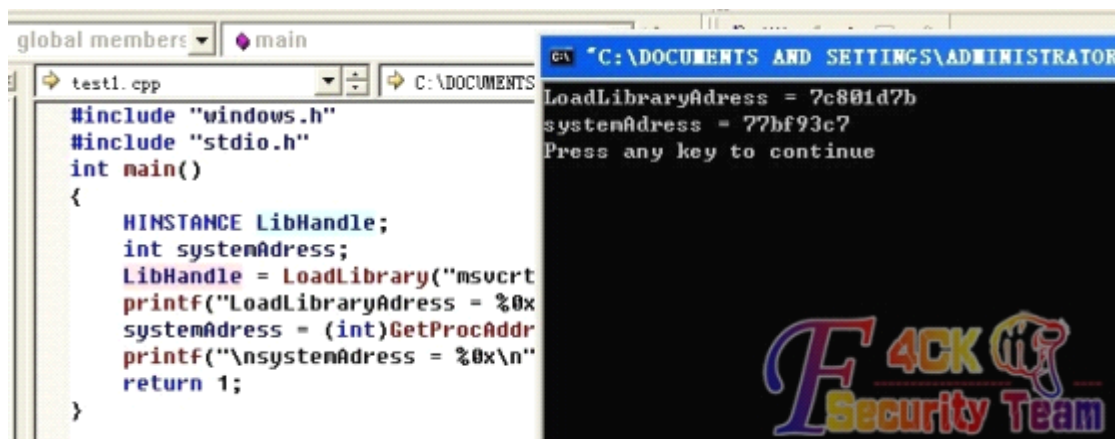 global members main
test1.cpp C:\DOCUMENTS
#include "windows.h"
#include "stdio.h"
int main()
{
HINSTANCE LibHandle;
int systemAdress;
LibHandle = LoadLibrary("msvcrt
printf("LoadLibraryAdress = %0x
systemAdress = (int)GetProcAddr
printf("\nsystemAdress = %0x\n"
return 1;
}
"C:\DOCUMENTS AND SETTINGS\ADMINISTRATOR
LoadLibraryAdress = 7c801d7b
systemAdress = 77bf93c7
Press any key to continue
F4CK
Security Team